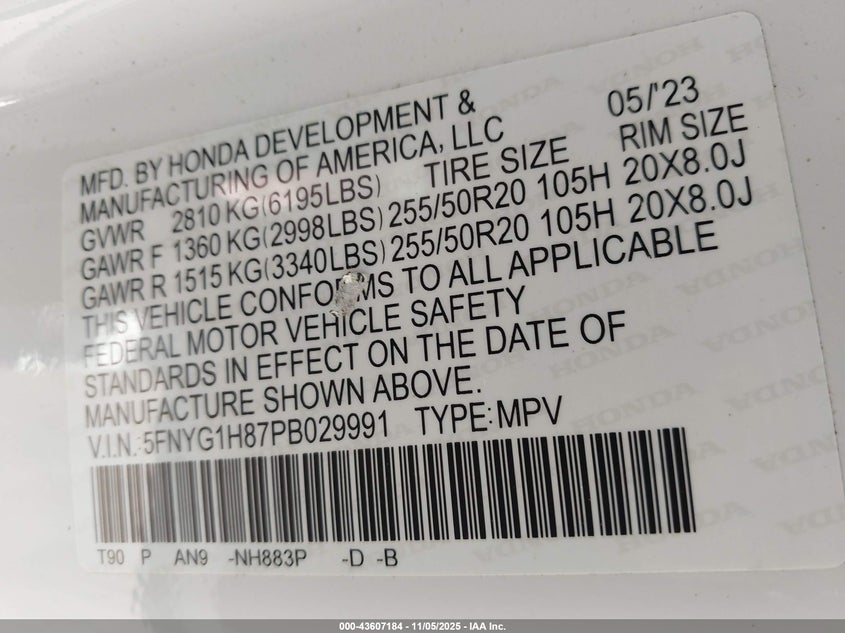 MFD. BY HONDA DEVELOPMENT & 05/'23
MANUFACTURING OF AMERICA, LLC
GVWR 2810 KG(6195LBS) TIRE SIZE RIM SIZE
GAWR F 1360 KG(2998LBS) 255/50R20 105H 20X8.0J
GAWR R 1515 KG(3340LBS) 255/50R20 105H 20X8.0J
THIS VEHICLE CONFORMS TO ALL APPLICABLE
FEDERAL MOTOR VEHICLE SAFETY
STANDARDS IN EFFECT ON THE DATE OF
MANUFACTURE SHOWN ABOVE.
V.I.N.:5FNYG1H87PB029991 TYPE:MPV
T90 P AN9 -NH883P -D -B
HONDA
000-43607184 - 11/05/2025 - IAA Inc.